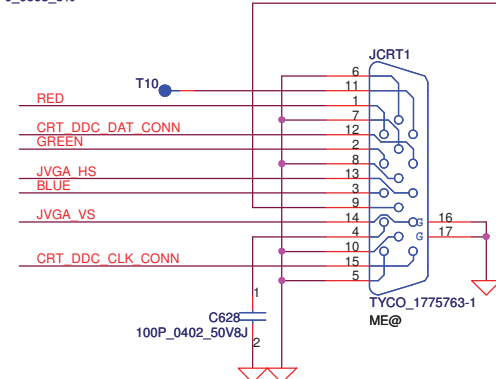 JCRT1
6
T10
11
RED
1
7
CRT_DDC_DAT_CONN
12
GREEN
2
8
JVGA_HS
13
BLUE
3
9
JVGA_VS
14
G
16
4
G
17
10
CRT_DDC_CLK_CONN
15
5
1
TYCO_1775763-1
C628
ME@
100P_0402_50V8J
2